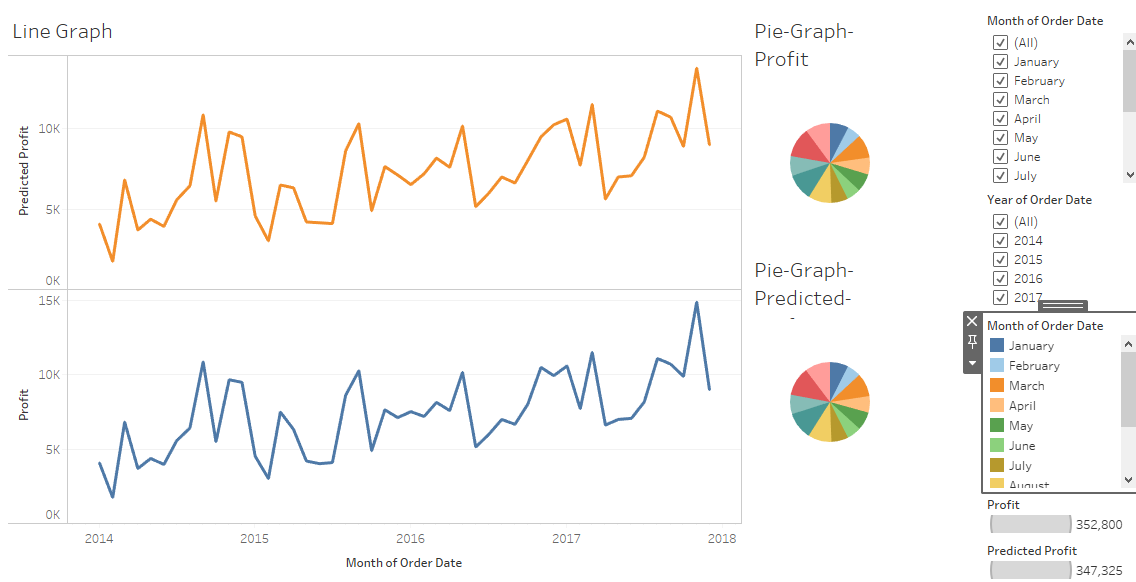 Line Graph
Predicted Profit
10K
5K
0K
Profit
15K
10K
5K
0K
2014
2015
2016
2017
2018
Month of Order Date
Pie-Graph-
Profit
Pie-Graph-
Predicted-
Month of Order Date
(All)
January
February
March
April
May
June
July
Year of Order Date
(All)
2014
2015
2016
2017
Month of Order Date
January
February
March
April
May
June
July
August
Profit
352,800
Predicted Profit
347,325